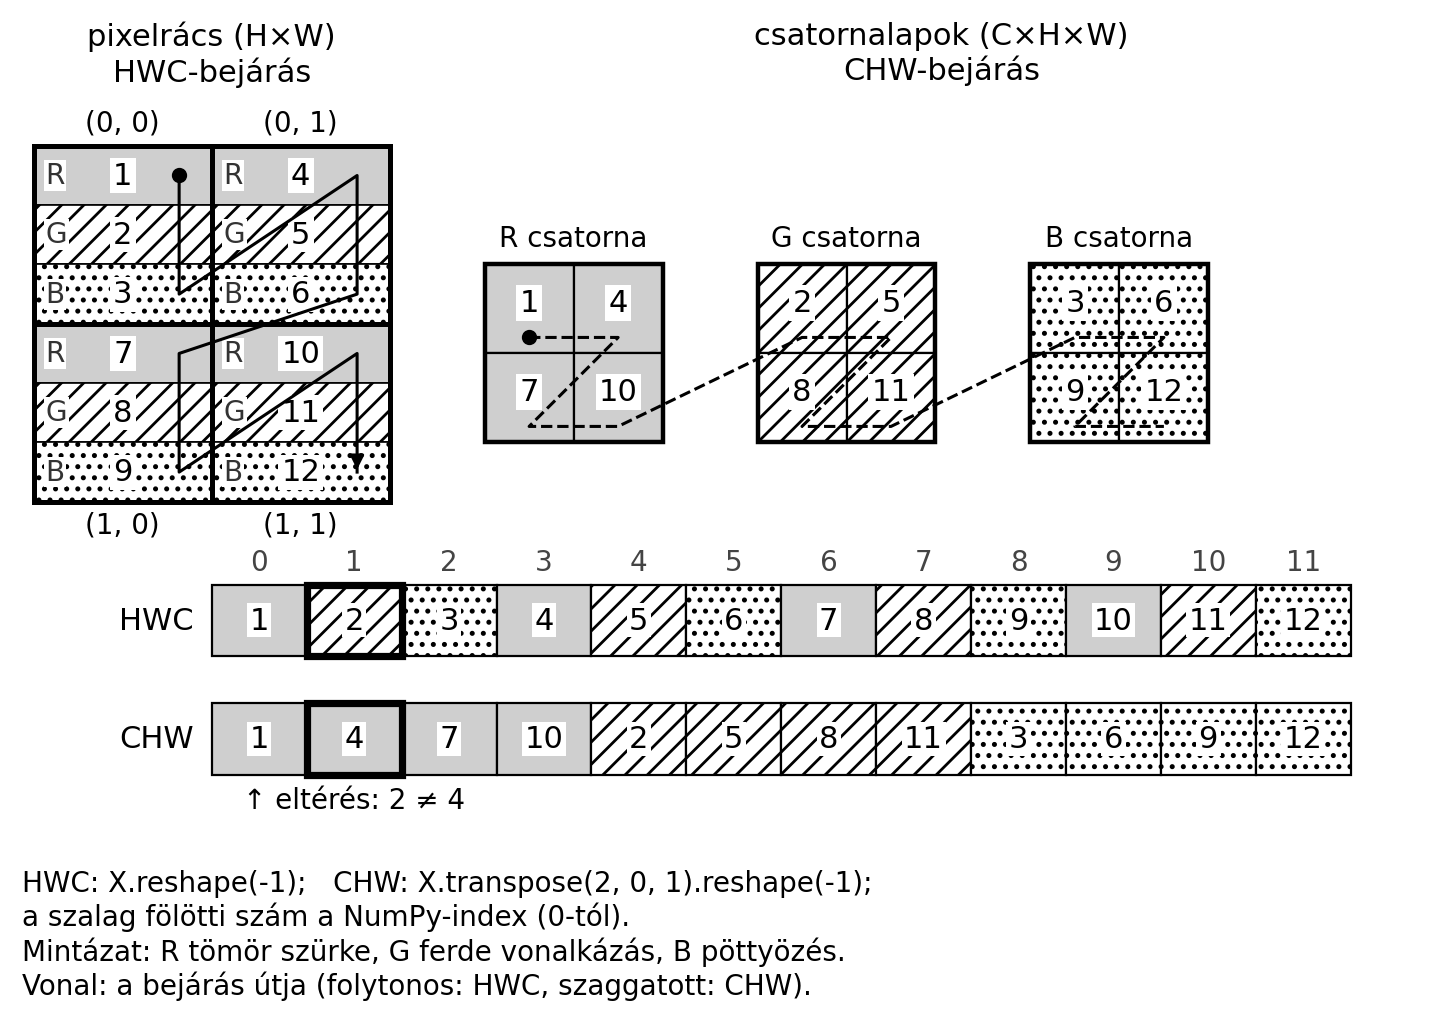 pixelrács (H×W)
HWC-bejárás
csatornalapok (C×H×W)
CHW-bejárás
(0, 0) (0, 1)
R 1 R 4
G 2 G 5
B 3 B 6
R 7 R 10
G 8 G 11
B 9 B 12
(1, 0) (1, 1)
R csatorna G csatorna B csatorna
1 4 2 5 3 6
7 10 8 11 9 12
0 1 2 3 4 5 6 7 8 9 10 11
HWC 1 2 3 4 5 6 7 8 9 10 11 12
CHW 1 4 7 10 2 5 8 11 3 6 9 12
↑ eltérés: 2 ≠ 4
HWC: X.reshape(-1); CHW: X.transpose(2, 0, 1).reshape(-1);
a szalag fölötti szám a NumPy-index (0-tól).
Mintázat: R tömör szürke, G ferde vonalkázás, B pöttyözés.
Vonal: a bejárás útja (folytonos: HWC, szaggatott: CHW).